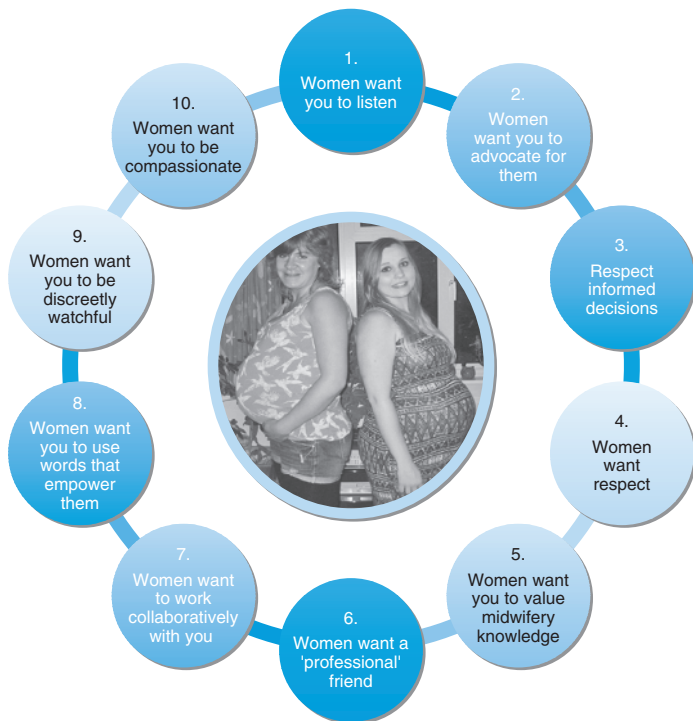 1.
Women want
you to listen
2.
Women
want you to
advocate for
them
3.
Respect
informed
decisions
4.
Women
want
respect
5.
Women want
you to value
midwifery
knowledge
6.
Women want a
'professional'
friend
7.
Women want
to work
collaboratively
with you
8.
Women want
you to use
words that
empower
them
9.
Women want
you to be
discreetly
watchful
10.
Women want
you to be
compassionate